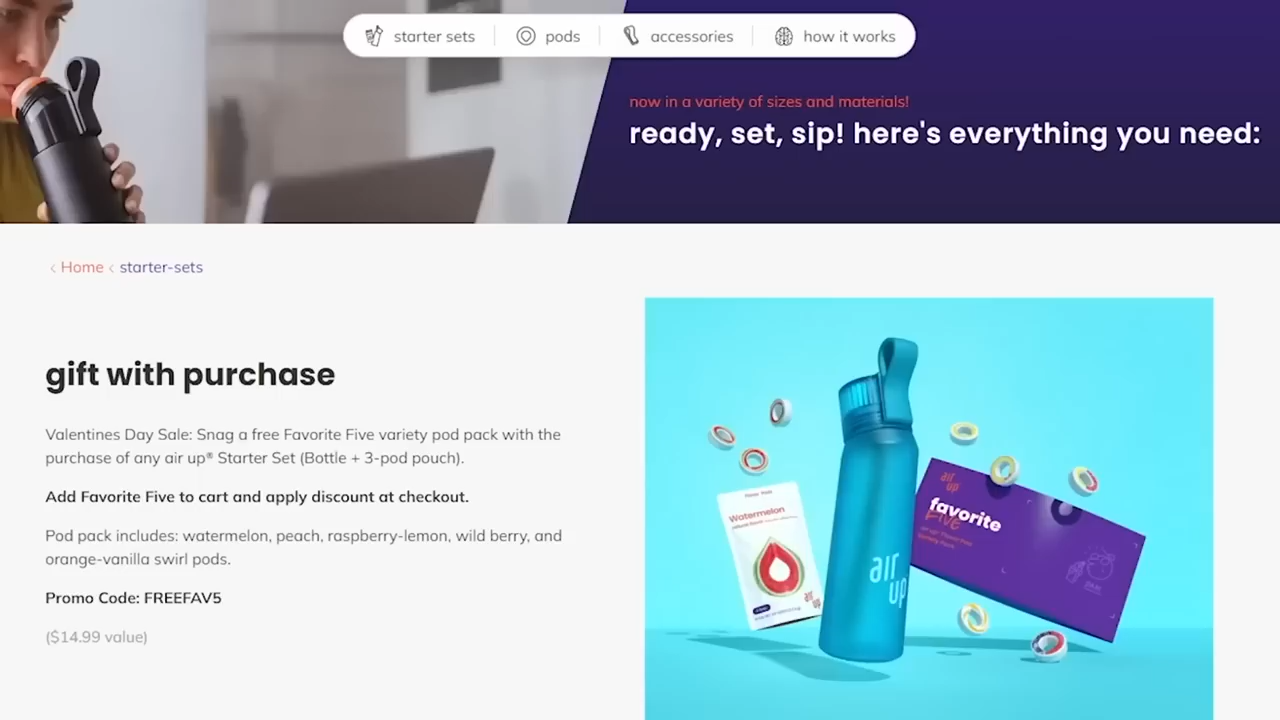 starter sets
pods
accessories
how it works
now in a variety of sizes and materials!
ready, set, sip! here's everything you need:
‹ Home ‹ starter-sets
gift with purchase
Valentines Day Sale: Snag a free Favorite Five variety pod pack with the
purchase of any air up® Starter Set (Bottle + 3-pod pouch).
Add Favorite Five to cart and apply discount at checkout.
Pod pack includes: watermelon, peach, raspberry-lemon, wild berry, and
orange-vanilla swirl pods.
Promo Code: FREEFAV5
($14.99 value)
Watermelon
air
up
air
up
air
up
favorite
Five